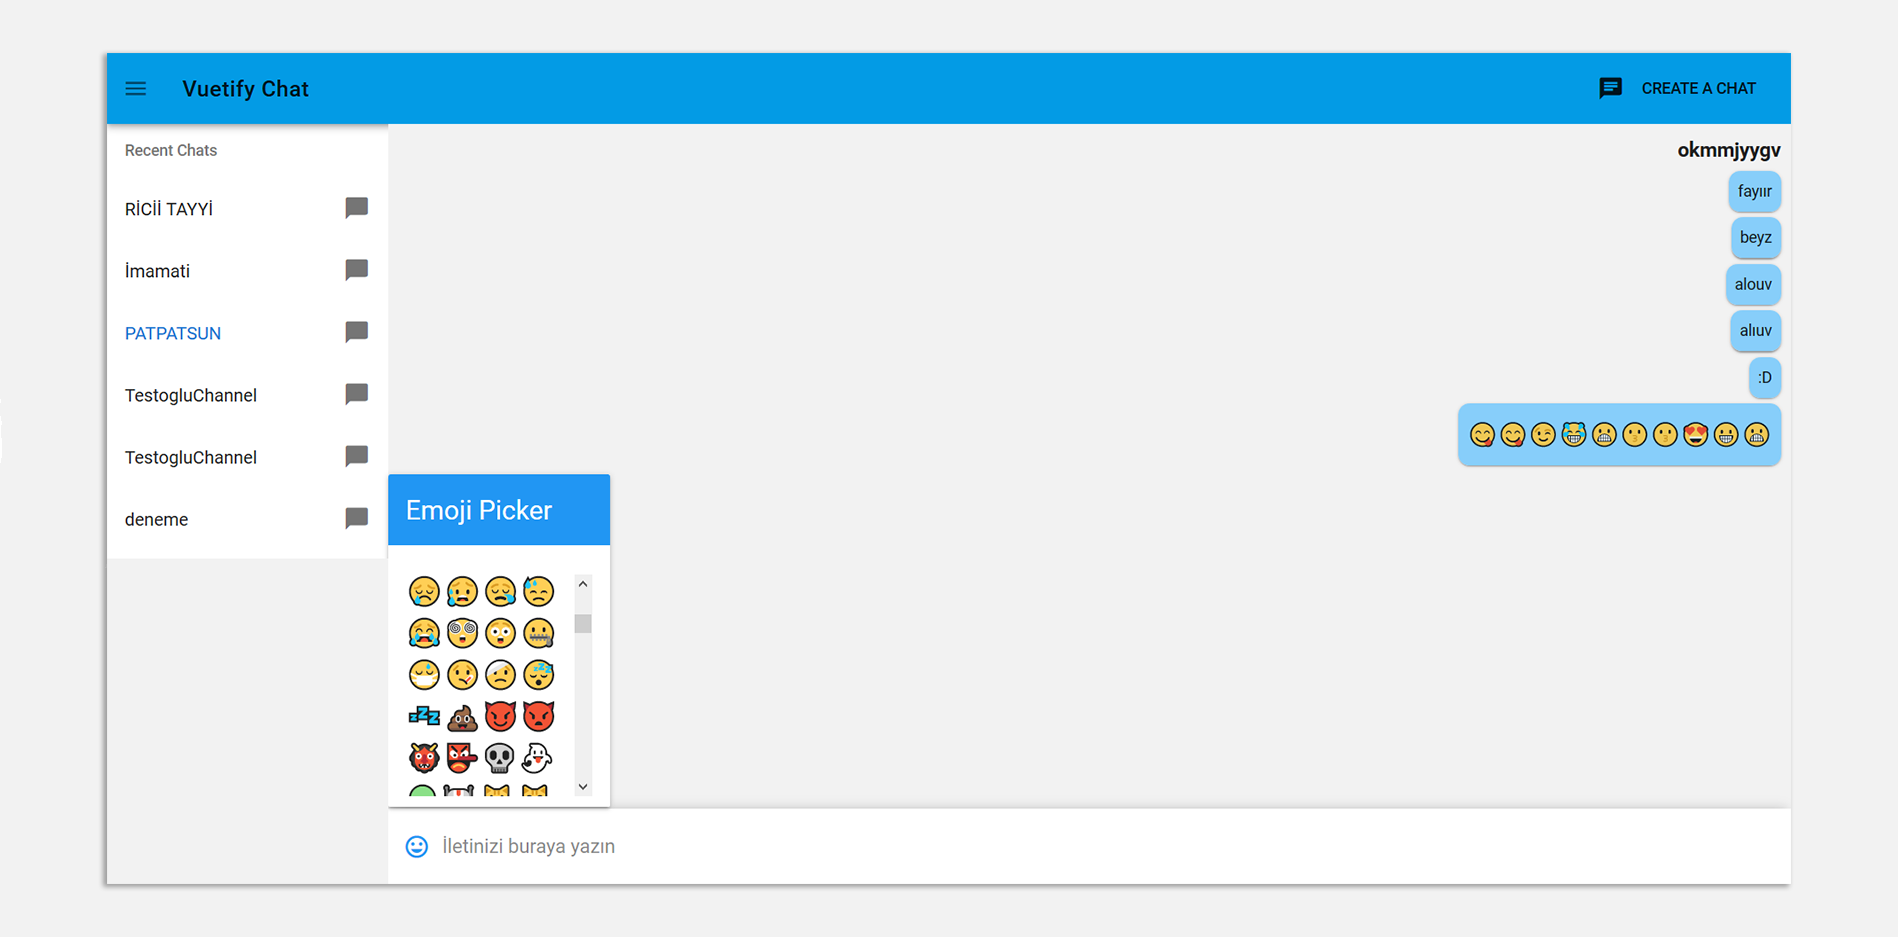 Vuetify Chat
CREATE A CHAT
Recent Chats
RİCİİ TAYYİ
İmamati
PATPATSUN
TestogluChannel
TestogluChannel
deneme
okmmjyygv
fayıır
beyz
alouv
alıuv
:D
😋😋😉😂😬😗😗😍😀😬
Emoji Picker
İletinizi buraya yazın